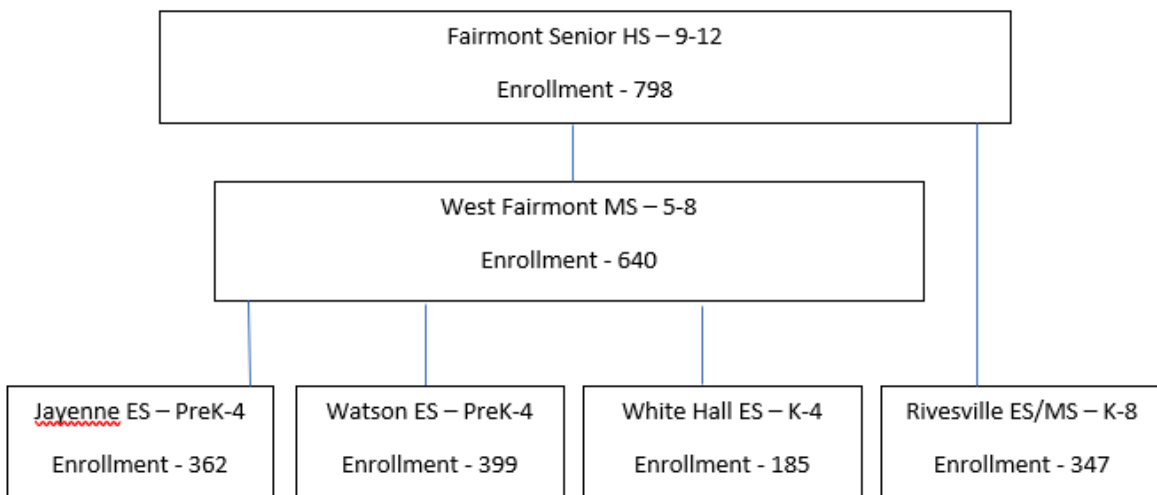 Fairmont Senior HS – 9-12
Enrollment - 798
West Fairmont MS – 5-8
Enrollment - 640
Jayenne ES – PreK-4
Enrollment - 362
Watson ES – PreK-4
Enrollment - 399
White Hall ES – K-4
Enrollment - 185
Rivesville ES/MS – K-8
Enrollment - 347